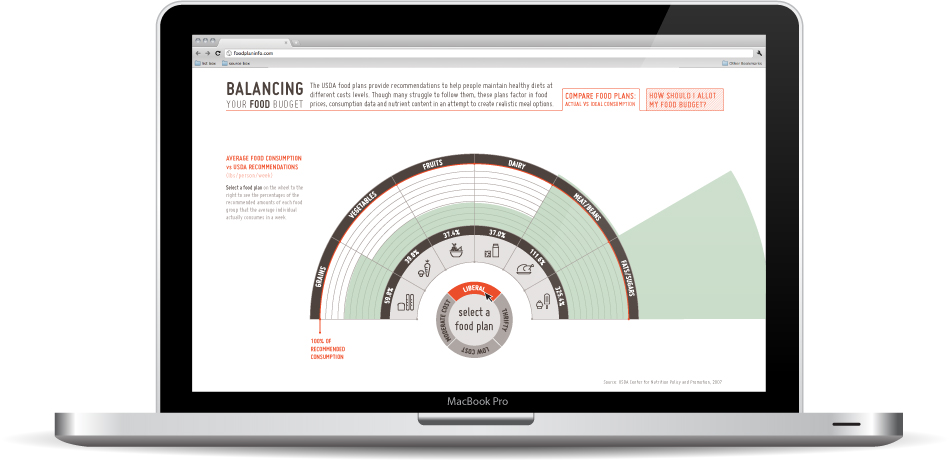 foodplaninfo.com
Other Bookmarks
BALANCING
YOUR FOOD BUDGET
The USDA food plans provide recommendations to help people maintain healthy diets at
different costs levels. Though many struggle to follow them, these plans factor in food
prices, consumption data and nutrient content in an attempt to create realistic meal options.
COMPARE FOOD PLANS:
ACTUAL VS IDEAL CONSUMPTION
HOW SHOULD I ALLOT
MY FOOD BUDGET?
AVERAGE FOOD CONSUMPTION
vs USDA RECOMMENDATIONS
(lbs/person/week)
Select a food plan on the wheel to the
right to see the percentages of the
recommended amounts of each food
group that the average individual
actually consumes in a week.
GRAINS
VEGETABLES
FRUITS
DAIRY
MEAT/BEANS
FATS/SUGARS
59.8%
39.8%
37.4%
37.0%
111.6%
325.4%
LIBERAL
THRIFTY
LOW COST
MODERATE COST
select a
food plan
100% OF
RECOMMENDED
CONSUMPTION
Source: USDA Center for Nutrition Policy and Promotion, 2007
MacBook Pro